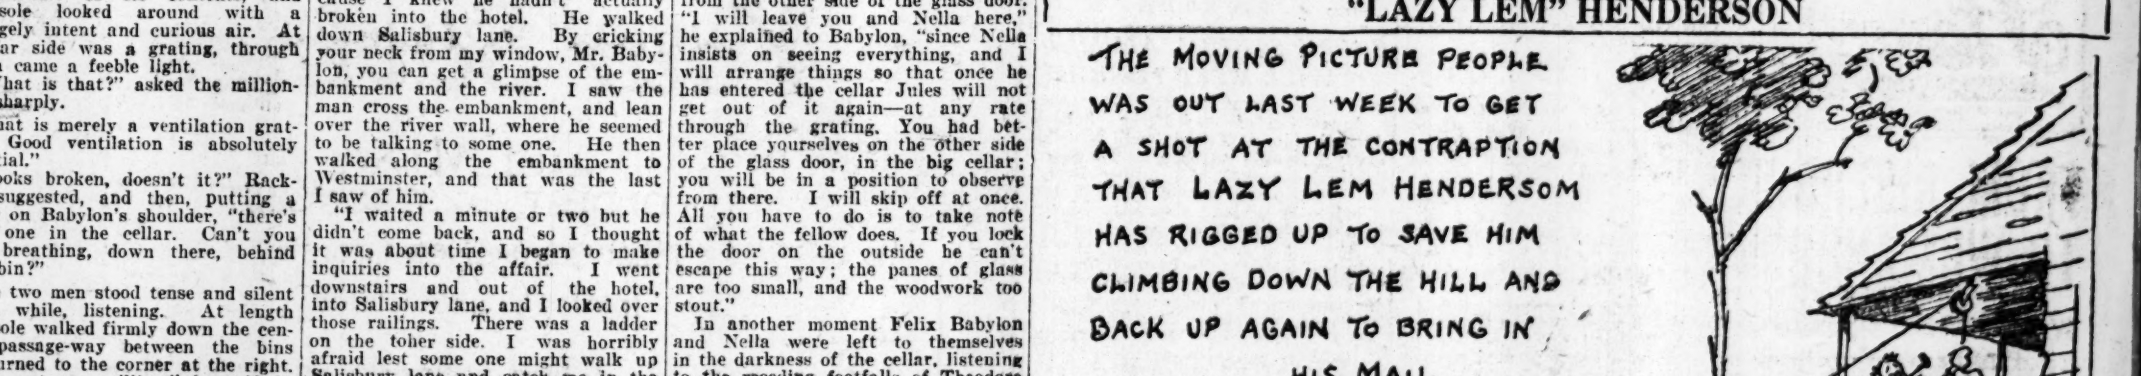 sole looked around with a
intent and curious air. At
side was a grating, through
came a feeble light.
is that?" asked the million-
sharply.
is merely a ventilation grat-
Good ventilation is absolutely
broken, doesn't it?" Rack-
suggested, and then, putting a
on Babylon's shoulder, "there's
one in the cellar. Can't you
breathing, down there, behind
bin?"
two men stood tense and silent
while, listening. At length
walked firmly down the cen-
passage-way between the bins
to the corner at the right.
broken into the hotel. He walked
down Salisbury lane. By cricking
your neck from my window, Mr. Baby-
lon, you can get a glimpse of the em-
bankment and the river. I saw the
man cross the embankment, and lean
over the river wall, where he seemed
to be talking to some one. He then
walked along the embankment to
Westminster, and that was the last
I saw of him.
"I waited a minute or two but he
didn't come back, and so I thought
it was about time I began to make
inquiries into the affair. I went
downstairs and out of the hotel,
into Salisbury lane, and I looked over
those railings. There was a ladder
on the toher side. I was horribly
afraid lest some one might walk up
from the other side of the glass door.
"I will leave you and Nella here,"
he explained to Babylon, "since Nella
insists on seeing everything, and I
will arrange things so that once he
has entered the cellar Jules will not
get out of it again—at any rate
through the grating. You had bet-
ter place yourselves on the other side
of the glass door, in the big cellar;
you will be in a position to observe
from there. I will skip off at once.
All you have to do is to take note
of what the fellow does. If you lock
the door on the outside he can't
escape this way; the panes of glass
are too small, and the woodwork too
stout."
In another moment Felix Babylon
and Nella were left to themselves
in the darkness of the cellar, listening
"LAZY LEM" HENDERSON
THE MOVING PICTURE PEOPLE
WAS OUT LAST WEEK TO GET
A SHOT AT THE CONTRAPTION
THAT LAZY LEM HENDERSOM
HAS RIGGED UP TO SAVE HIM
CLIMBING DOWN THE HILL AND
BACK UP AGAIN TO BRING IN
HIS MAIL